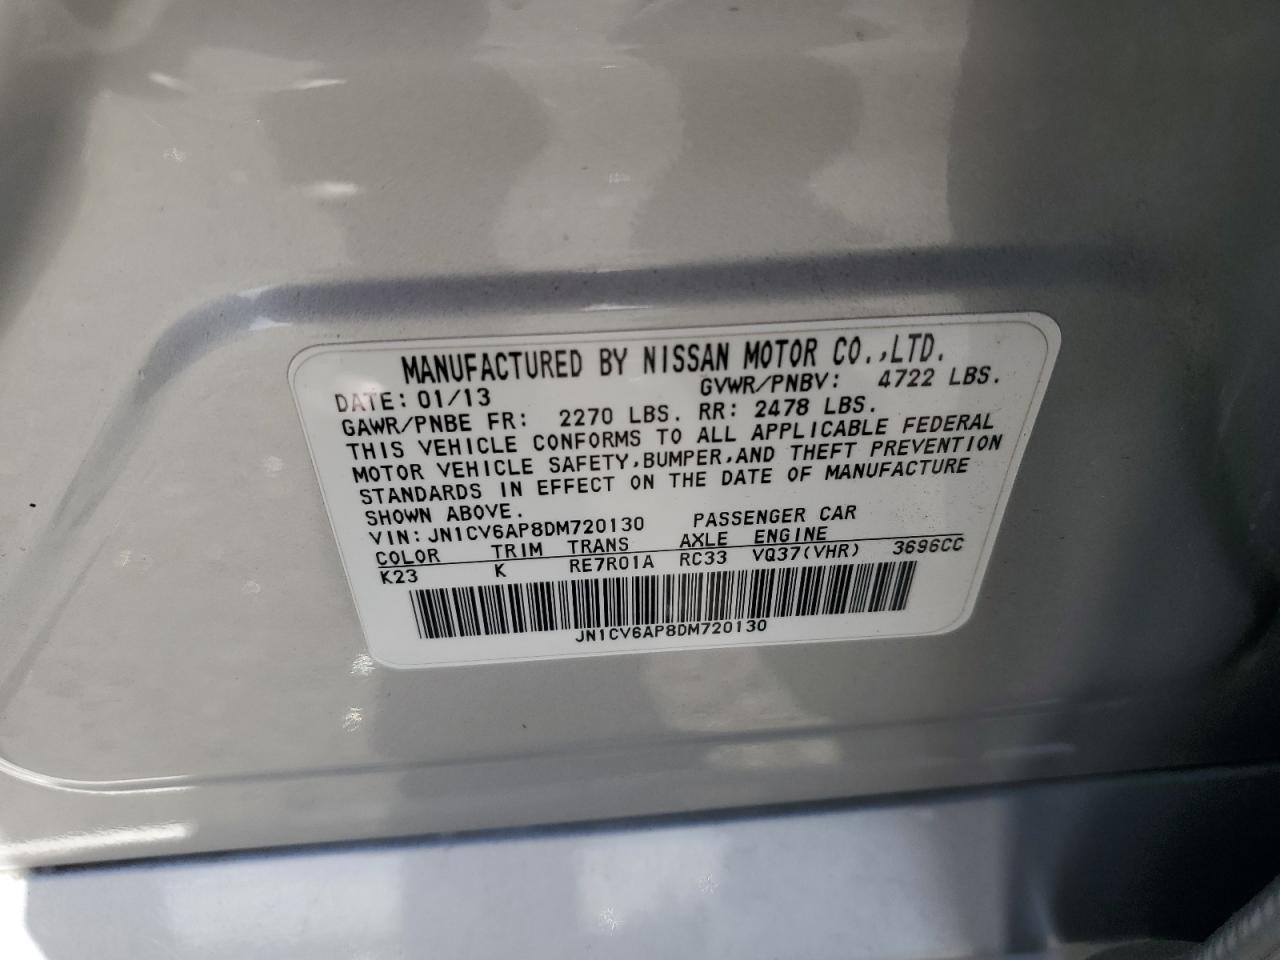 MANUFACTURED BY NISSAN MOTOR CO.,LTD.
DATE: 01/13 GVWR/PNBV: 4722 LBS.
GAWR/PNBE FR: 2270 LBS. RR: 2478 LBS.
THIS VEHICLE CONFORMS TO ALL APPLICABLE FEDERAL
MOTOR VEHICLE SAFETY,BUMPER,AND THEFT PREVENTION
STANDARDS IN EFFECT ON THE DATE OF MANUFACTURE
SHOWN ABOVE.
VIN: JN1CV6AP8DM720130 PASSENGER CAR
COLOR TRIM TRANS AXLE ENGINE
K23 K RE7R01A RC33 VQ37(VHR) 3696CC
JN1CV6AP8DM720130